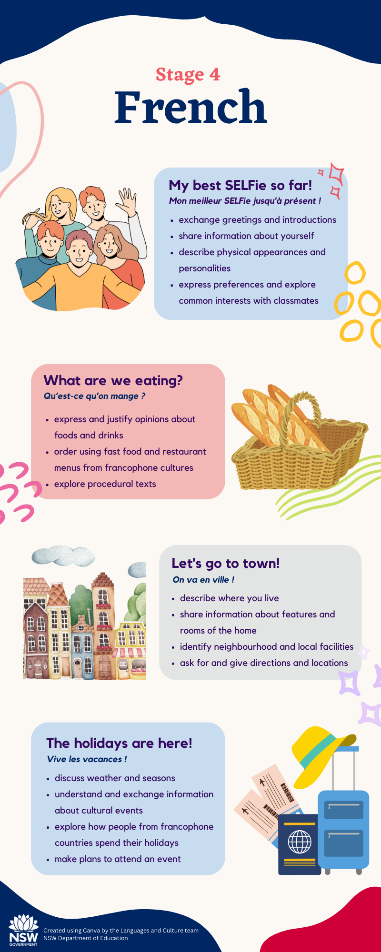 Stage 4
French
My best SELFie so far!
Mon meilleur SELFie jusqu'à présent !
• exchange greetings and introductions
• share information about yourself
• describe physical appearances and
personalities
• express preferences and explore
common interests with classmates
What are we eating?
Qu'est-ce qu'on mange ?
• express and justify opinions about
foods and drinks
• order using fast food and restaurant
menus from francophone cultures
• explore procedural texts
Let's go to town!
On va en ville !
• describe where you live
• share information about features and
rooms of the home
• identify neighbourhood and local facilities
• ask for and give directions and locations
The holidays are here!
Vive les vacances !
• discuss weather and seasons
• understand and exchange information
about cultural events
• explore how people from francophone
countries spend their holidays
• make plans to attend an event
NSW
GOVERNMENT
Created using Canva by the Languages and Culture team
NSW Department of Education